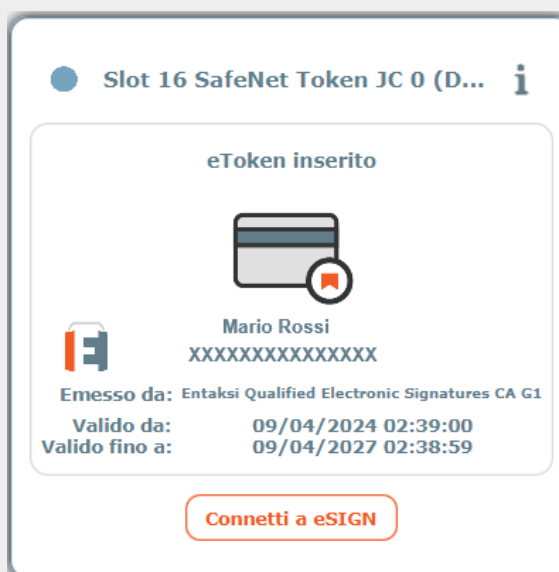 Slot 16 SafeNet Token JC 0 (D... i
eToken inserito
Mario Rossi
XXXXXXXXXXXXXXX
Emesso da: Entaksi Qualified Electronic Signatures CA G1
Valido da: 09/04/2024 02:39:00
Valido fino a: 09/04/2027 02:38:59
Connetti a eSIGN